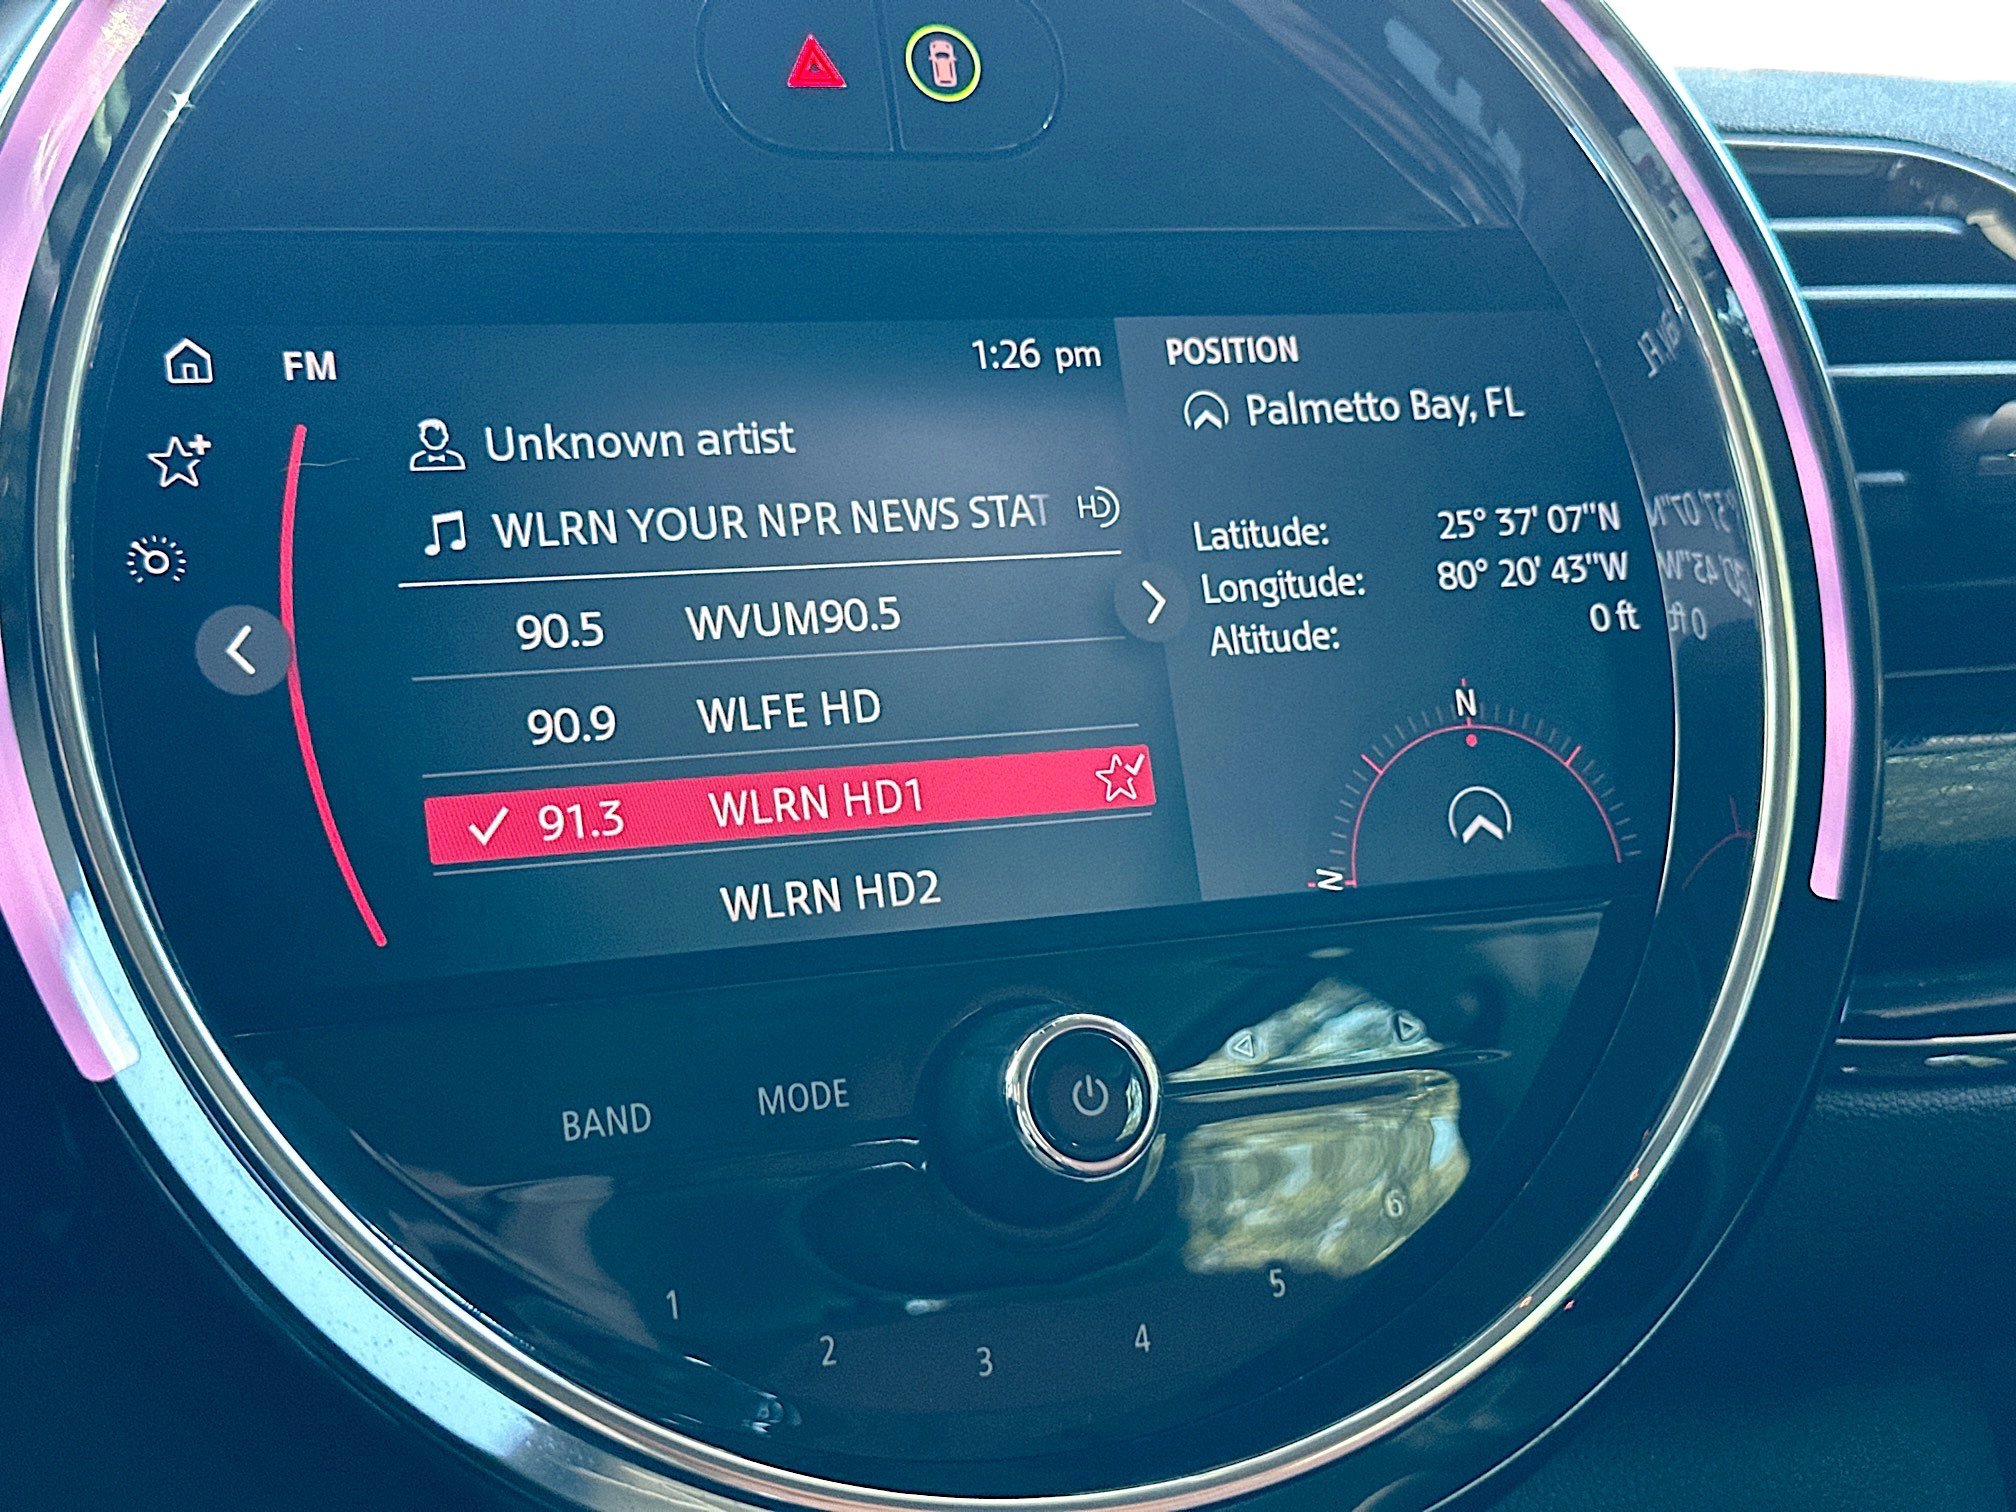 FM
1:26 pm
Unknown artist
WLRN YOUR NPR NEWS STAT HD
90.5 WVUM90.5
90.9 WLFE HD
91.3 WLRN HD1
WLRN HD2
POSITION
Palmetto Bay, FL
Latitude: 25° 37' 07"N
Longitude: 80° 20' 43"W
Altitude: 0 ft
N
N
BAND
MODE
1
2
3
4
5
6